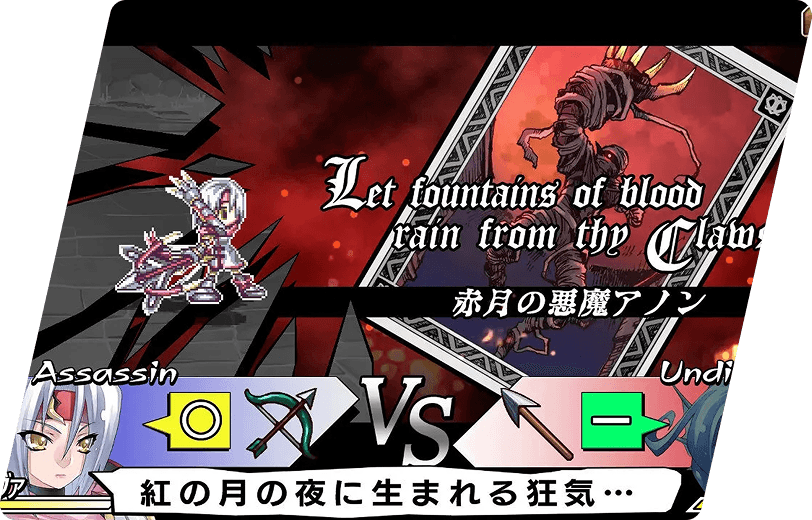 Let fountains of blood
rain from thy Claws
赤月の悪魔アノン
Assassin
VS
紅の月の夜に生まれる狂気…